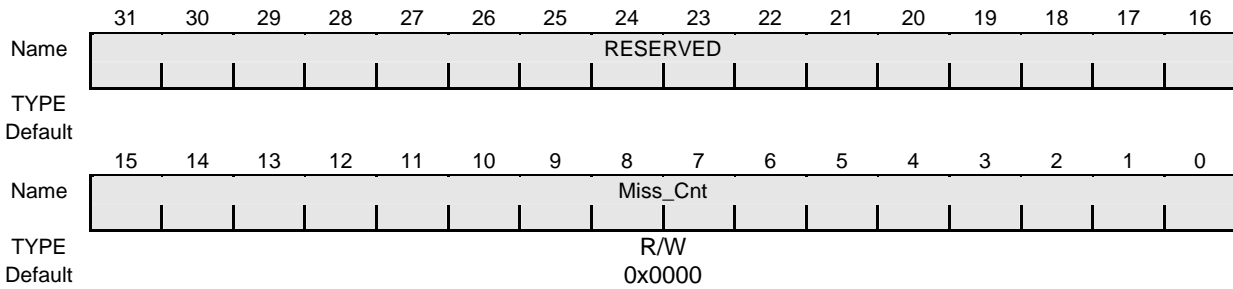 31 30 29 28 27 26 25 24 23 22 21 20 19 18 17 16
Name RESERVED
TYPE
Default
15 14 13 12 11 10 9 8 7 6 5 4 3 2 1 0
Name Miss_Cnt
TYPE R/W
Default 0x0000